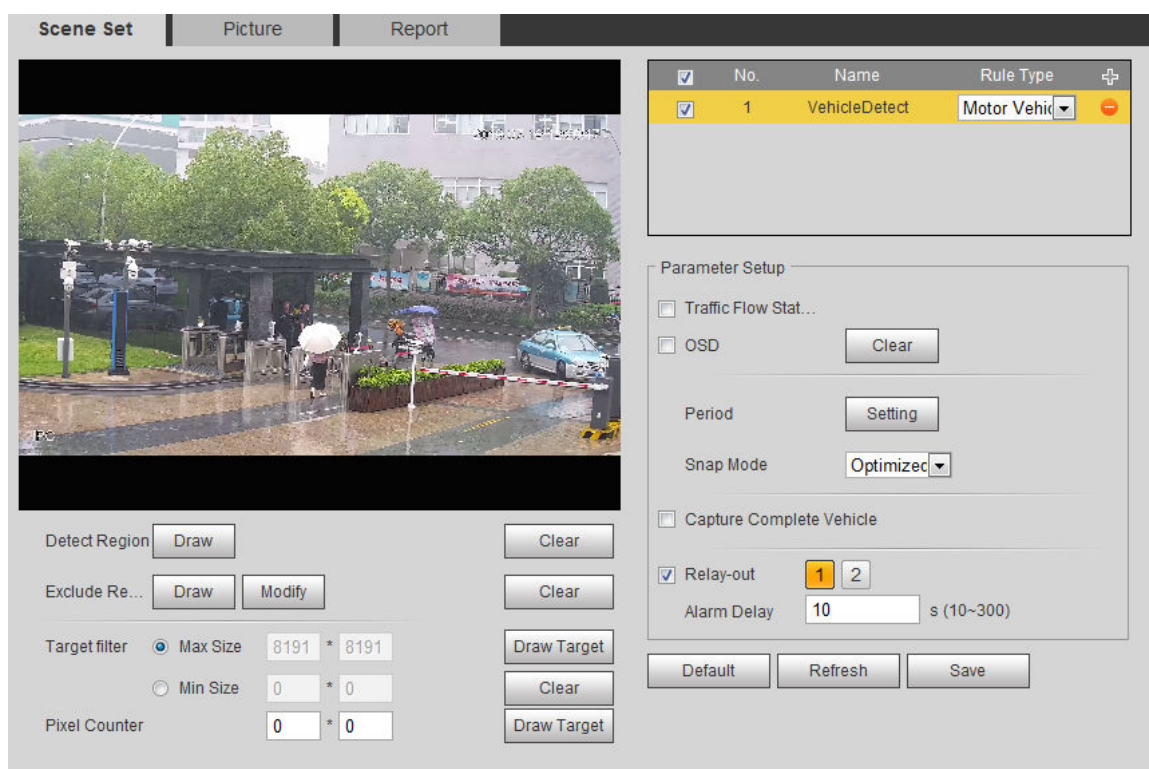 Scene Set Picture Report
No. Name Rule Type
1 VehicleDetect Motor Vehic
Parameter Setup
Traffic Flow Stat...
OSD Clear
Period Setting
Snap Mode Optimizec
Capture Complete Vehicle
Relay-out 1 2
Alarm Delay 10 s (10~300)
Default Refresh Save
Detect Region Draw Clear
Exclude Re... Draw Modify Clear
Target filter Max Size 8191 * 8191 Draw Target
Min Size 0 * 0 Clear
Pixel Counter 0 * 0 Draw Target